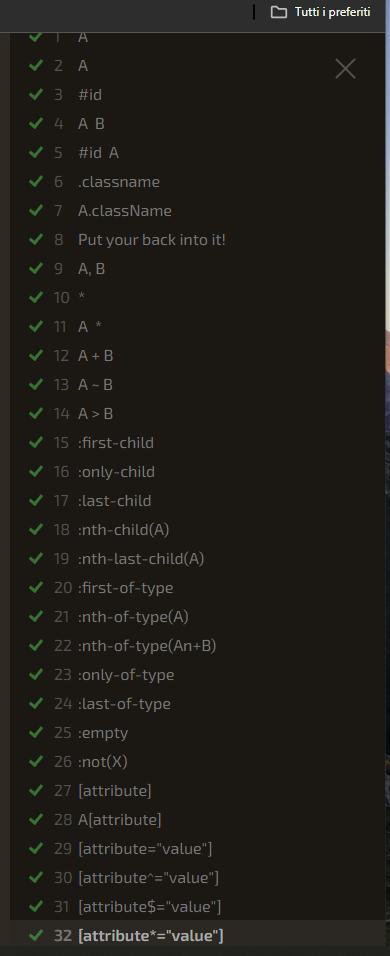 Tutti i preferiti
1 A
2 A
3 #id
4 A B
5 #id A
6 .classname
7 A.className
8 Put your back into it!
9 A, B
10 *
11 A *
12 A + B
13 A ~ B
14 A > B
15 :first-child
16 :only-child
17 :last-child
18 :nth-child(A)
19 :nth-last-child(A)
20 :first-of-type
21 :nth-of-type(A)
22 :nth-of-type(An+B)
23 :only-of-type
24 :last-of-type
25 :empty
26 :not(X)
27 [attribute]
28 A[attribute]
29 [attribute="value"]
30 [attribute^="value"]
31 [attribute$="value"]
32 [attribute*="value"]